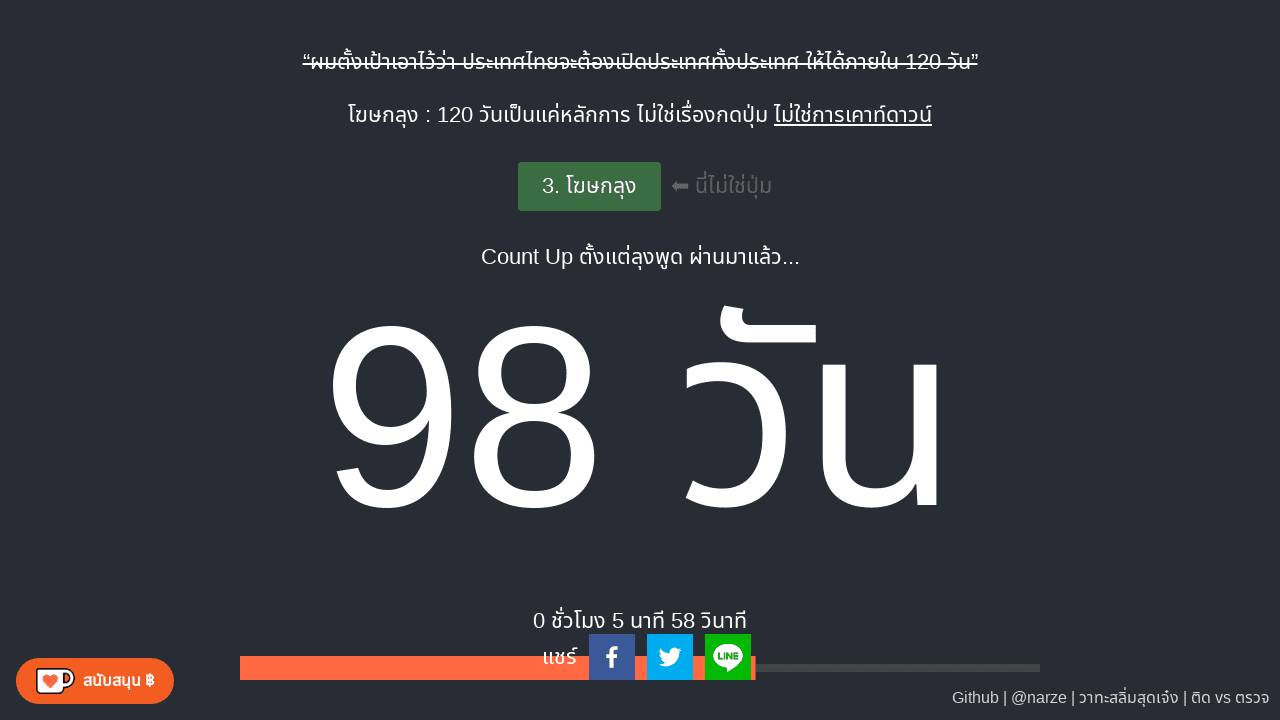 “ผมตั้งเป้าเอาไว้ว่า ประเทศไทยจะต้องเปิดประเทศทั้งประเทศ ให้ได้ภายใน 120 วัน”
โฆษกลุง : 120 วันเป็นแค่หลักการ ไม่ใช่เรื่องกดปุ่ม ไม่ใช่การเคาท์ดาวน์
3. โฆษกลุง ⬅ นี่ไม่ใช่ปุ่ม
Count Up ตั้งแต่ลุงพูด ผ่านมาแล้ว...
98 วัน
0 ชั่วโมง 5 นาที 58 วินาที
แชร์ LINE
สนับสนุน ฿
Github | @narze | วาทะสลิ่มสุดเจ๋ง | ติด vs ตรวจ